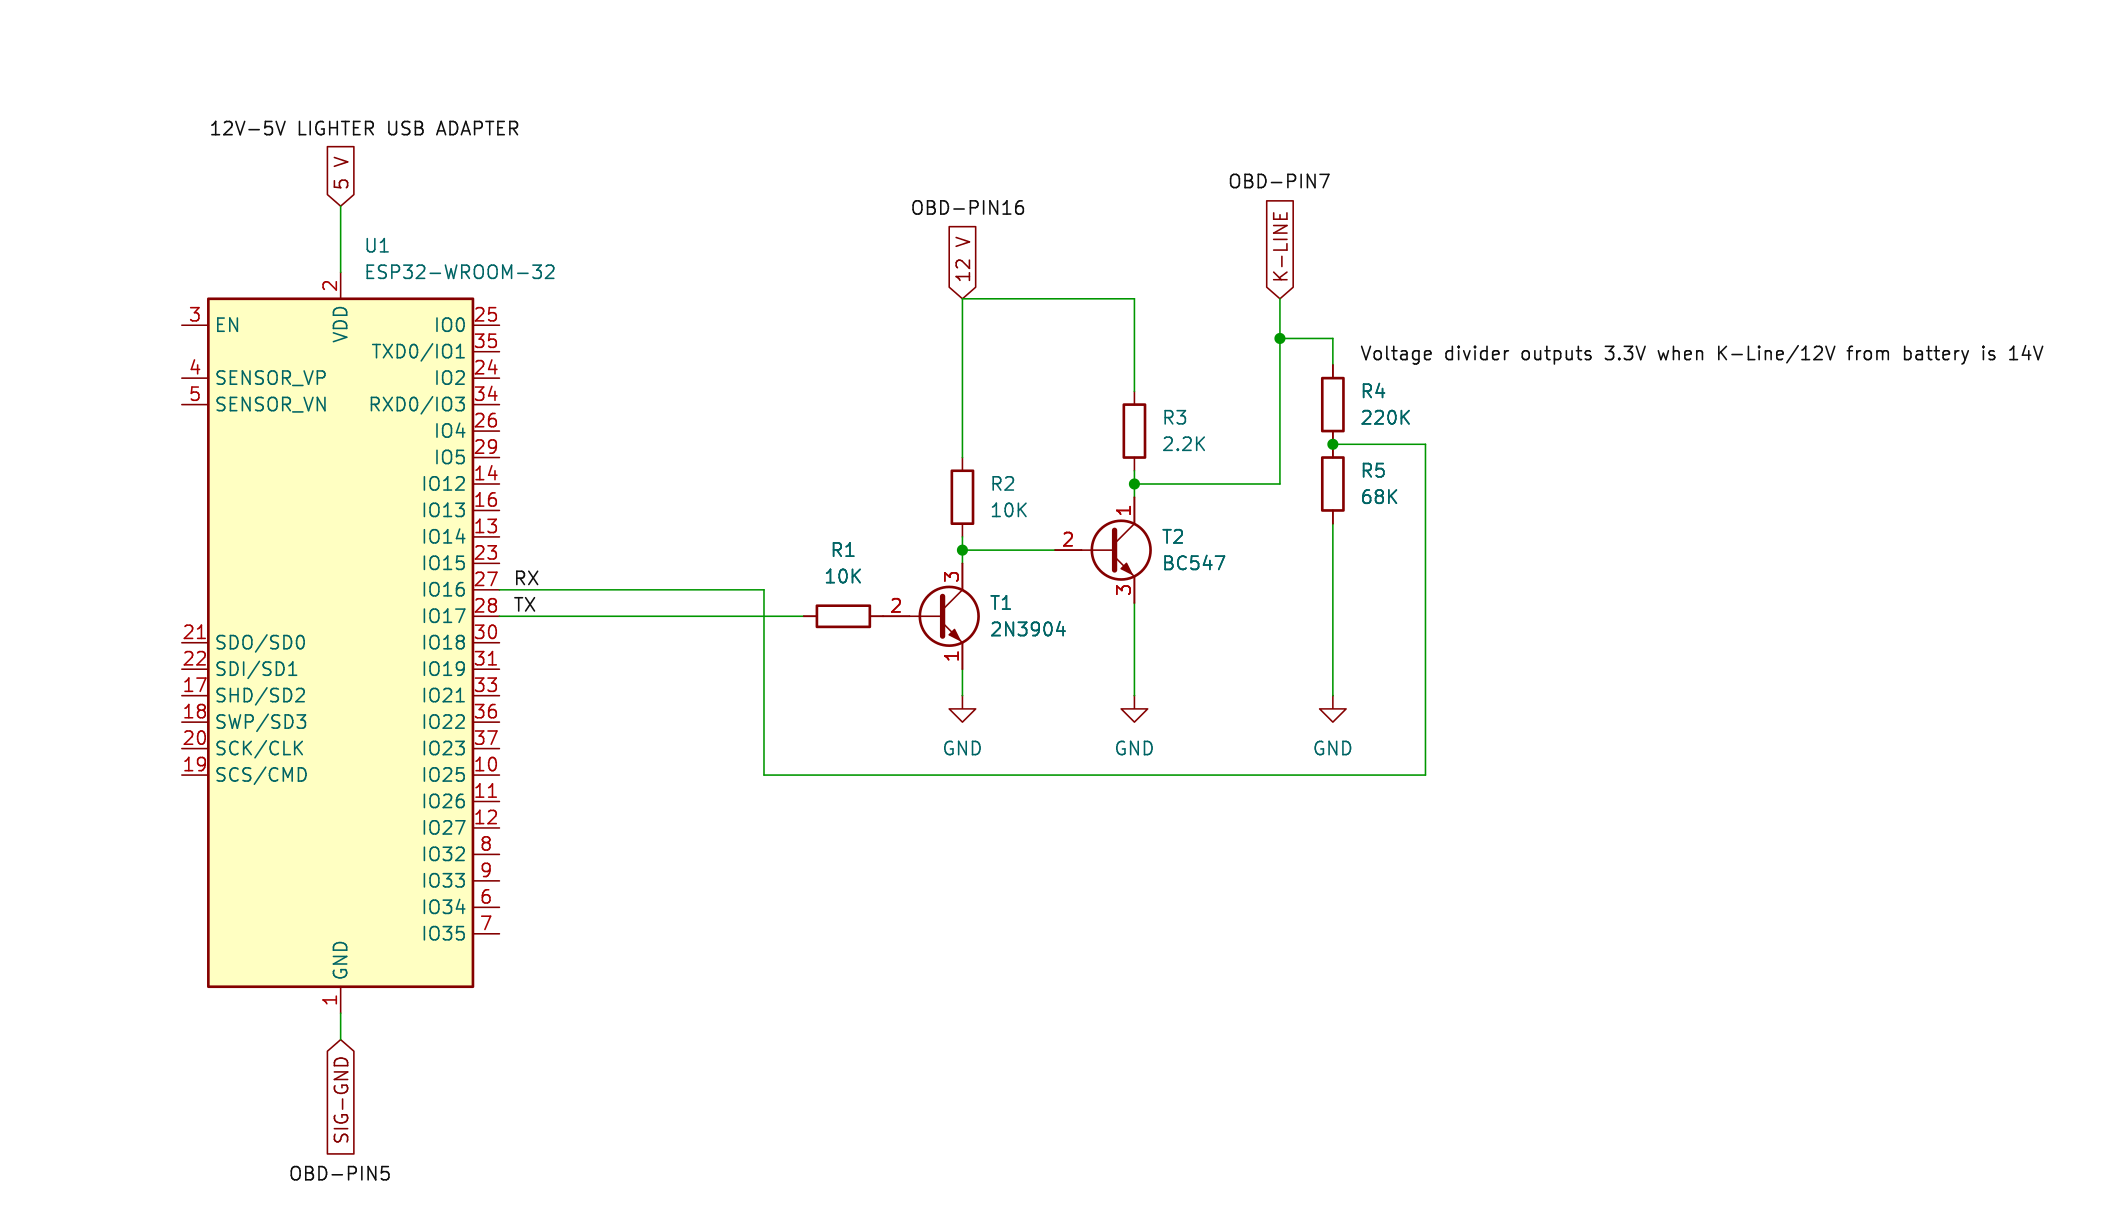 12V-5V LIGHTER USB ADAPTER
5 V
U1
ESP32-WROOM-32
2
VDD
3 EN
4 SENSOR_VP
5 SENSOR_VN
21 SDO/SD0
22 SDI/SD1
17 SHD/SD2
18 SWP/SD3
20 SCK/CLK
19 SCS/CMD
IO0 25
TXD0/IO1 35
IO2 24
RXD0/IO3 34
IO4 26
IO5 29
IO12 14
IO13 16
IO14 13
IO15 23
IO16 27
IO17 28
IO18 30
IO19 31
IO21 33
IO22 36
IO23 37
IO25 10
IO26 11
IO27 12
IO32 8
IO33 9
IO34 6
IO35 7
GND
1
SIG-GND
OBD-PIN5
RX
TX
R1
10K
OBD-PIN16
12 V
R2
10K
3
2
1
T1
2N3904
GND
R3
2.2K
1
2
3
T2
BC547
GND
OBD-PIN7
K-LINE
Voltage divider outputs 3.3V when K-Line/12V from battery is 14V
R4
220K
R5
68K
GND